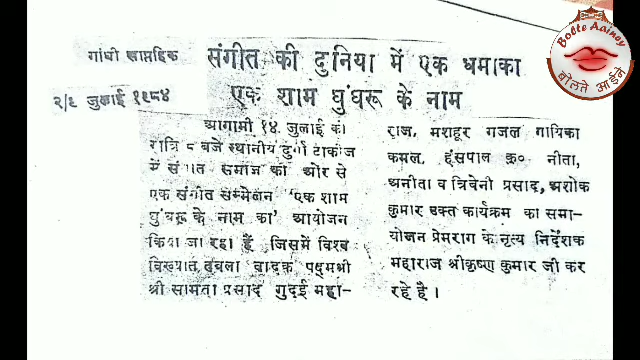 Bolte Aainey
बोलते आईने
गांधी साप्ताहिक
संगीत की दुनिया में एक धमाका
२/९ जुलाई १९८४
एक शाम घुंघरू के नाम
आगामी १४ जुलाई को
रात्रि ८ बजे स्थानीय दुर्गा टाकीज
में संगीत समाज की ओर से
एक संगीत सम्मेलन 'एक शाम
घुंघरू के नाम का' आयोजन
किया जा रहा है जिसमें विश्व
विख्यात तबला वादक पद्मश्री
श्री सामता प्रसाद गुदई महा-
राज, मशहूर गजल गायिका
कमल, हंसपाल कु० नीता,
अनीता व त्रिवेनी प्रसाद, अशोक
कुमार उक्त कार्यक्रम का समा-
योजन प्रेमराग के नृत्य निर्देशक
महाराज श्रीकृष्ण कुमार जी कर
रहे है।